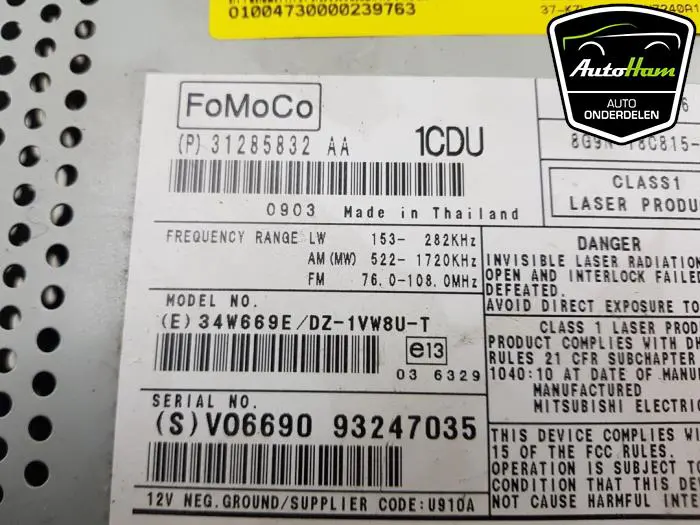 01004730000239763
AutoHam
AUTO
ONDERDELEN
FoMoCo
(P) 31285832 AA 1CDU
8G9N-18C815-
0903 Made in Thailand
CLASS1
LASER PRODU
FREQUENCY RANGE LW 153- 282KHz
AM (MW) 522- 1720KHz
FM 76.0-108.0MHz
DANGER
INVISIBLE LASER RADIATION
OPEN AND INTERLOCK FAILED
DEFEATED.
AVOID DIRECT EXPOSURE TO
MODEL NO.
(E) 34W669E/DZ-1VW8U-T
e13
03 6329
CLASS 1 LASER PROD
PRODUCT COMPLIES WITH DH
RULES 21 CFR SUBCHAPTER
1040:10 AT DATE OF MANU
MANUFACTURED
MITSUBISHI ELECTRIC
SERIAL NO.
(S) V06690 93247035
THIS DEVICE COMPLIES WI
15 OF THE FCC RULES.
OPERATION IS SUBJECT TO
CONDITION THAT THIS DEV
NOT CAUSE HARMFUL INTE
12V NEG.GROUND/SUPPLIER CODE:U910A